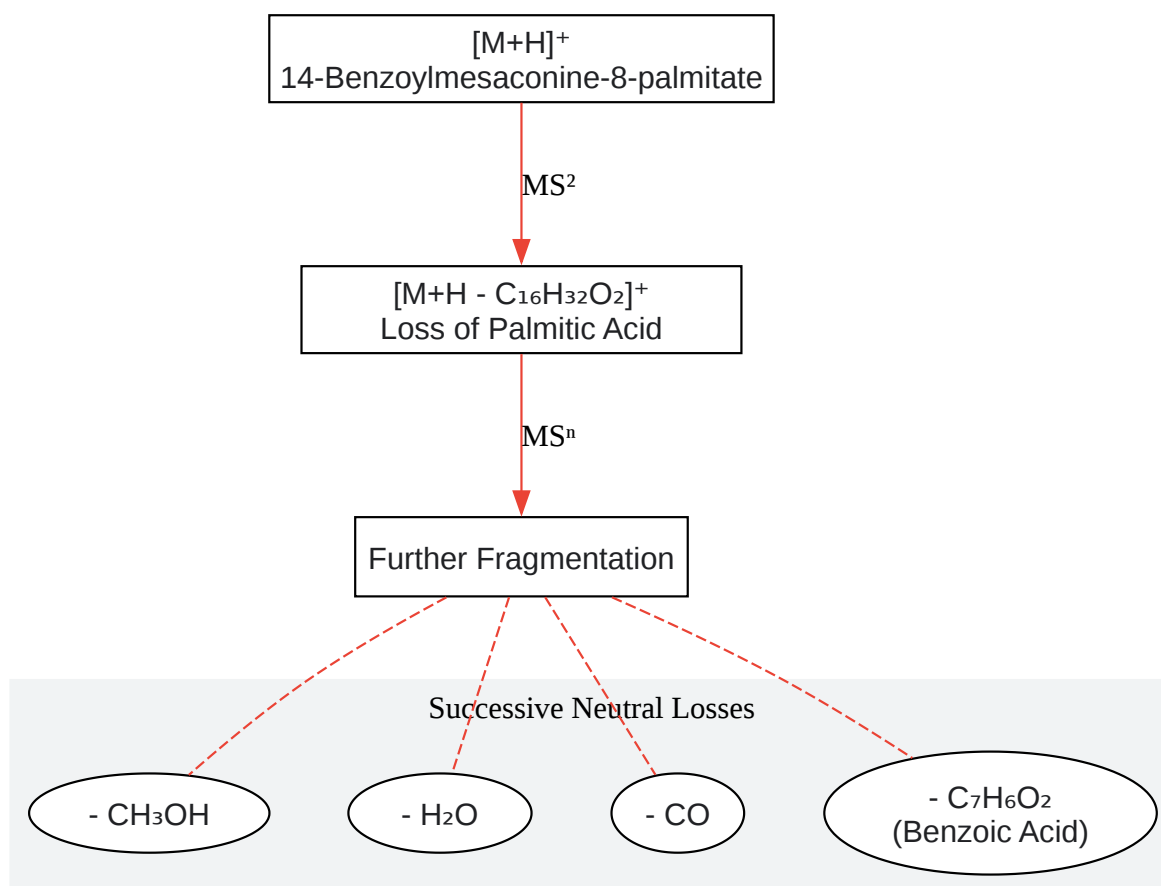 [M+H]⁺
14-Benzoylmesaconine-8-palmitate
MS²
[M+H - C₁₆H₃₂O₂]⁺
Loss of Palmitic Acid
MSⁿ
Further Fragmentation
Successive Neutral Losses
- CH₃OH
- H₂O
- CO
- C₇H₆O₂
(Benzoic Acid)